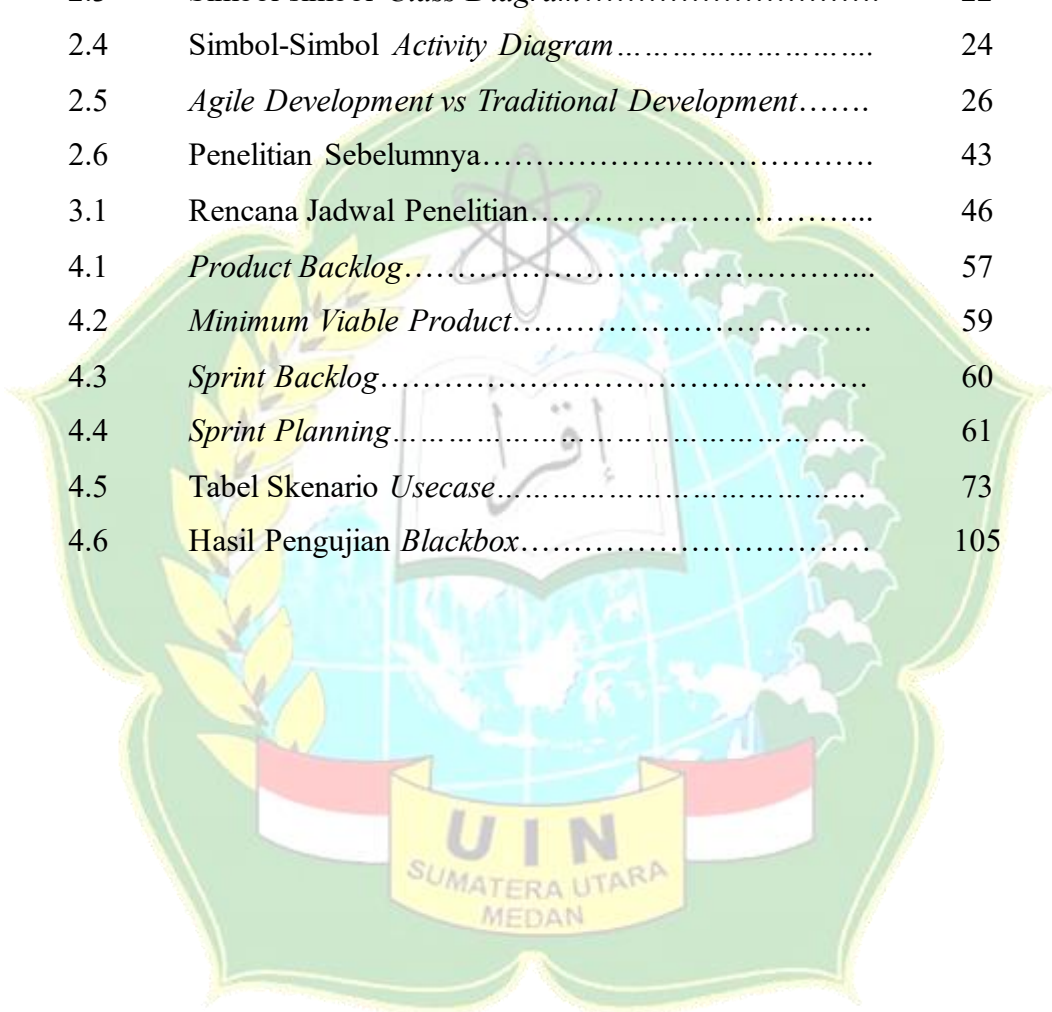 2.4 Simbol-Simbol Activity Diagram……………………. 24
2.5 Agile Development vs Traditional Development……. 26
2.6 Penelitian Sebelumnya………………………………. 43
3.1 Rencana Jadwal Penelitian…………………………... 46
4.1 Product Backlog……………………………………... 57
4.2 Minimum Viable Product……………………………. 59
4.3 Sprint Backlog………………………………………. 60
4.4 Sprint Planning……………………………………… 61
4.5 Tabel Skenario Usecase……………………………. 73
4.6 Hasil Pengujian Blackbox…………………………… 105
إقرأ
UIN
SUMATERA UTARA
MEDAN